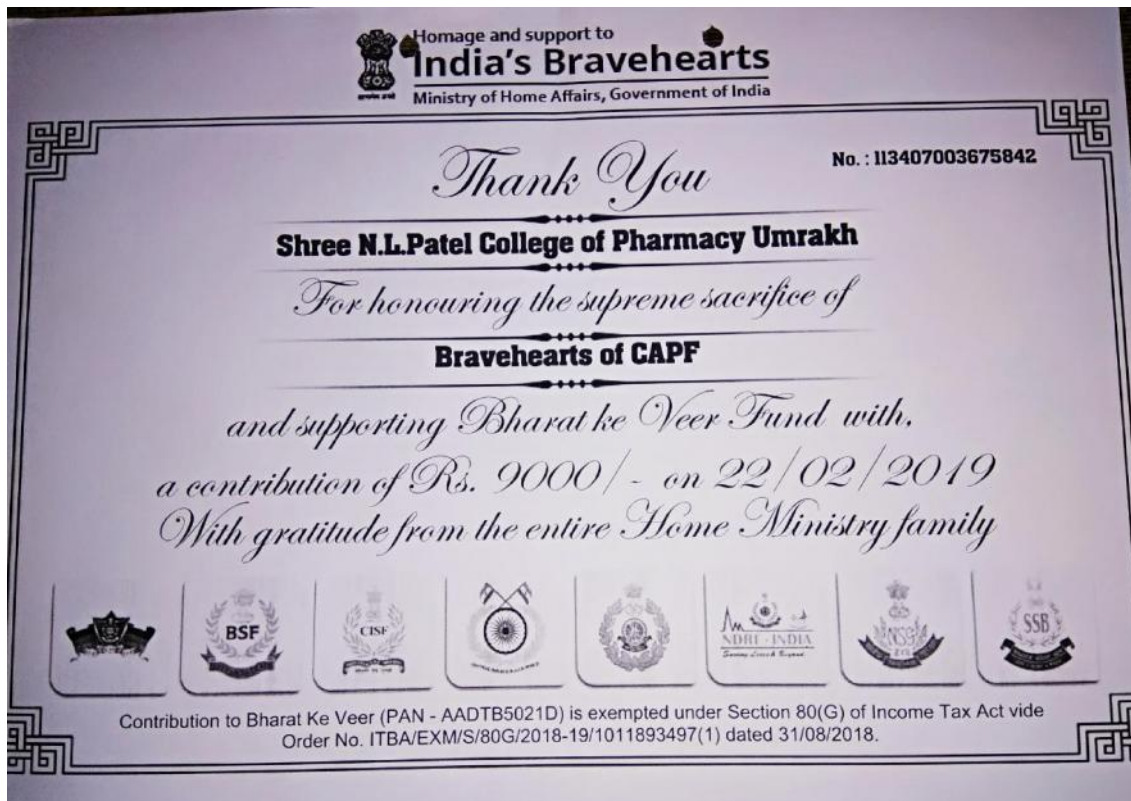 Homage and support to
India's Bravehearts
Ministry of Home Affairs, Government of India
No. : 113407003675842
Thank You
Shree N.L.Patel College of Pharmacy Umrakh
For honouring the supreme sacrifice of
Bravehearts of CAPF
and supporting Bharat ke Veer Fund with.
a contribution of Rs. 9000/- on 22/02/2019
With gratitude from the entire Home Ministry family
BSF
CISF
NDRF - INDIA
Saving Lives & Beyond
NSG
SSB
Contribution to Bharat Ke Veer (PAN - AADTB5021D) is exempted under Section 80(G) of Income Tax Act vide
Order No. ITBA/EXM/S/80G/2018-19/1011893497(1) dated 31/08/2018.